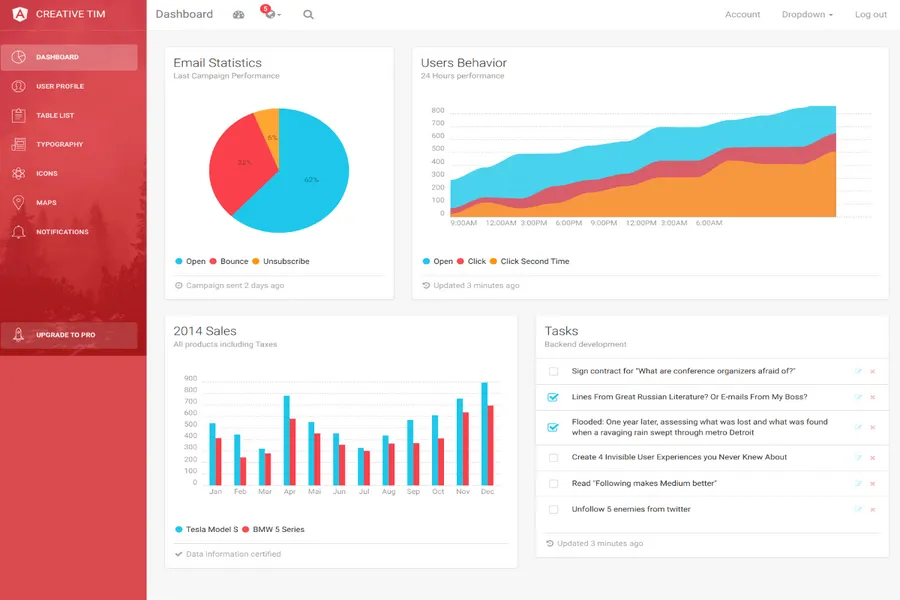 CREATIVE TIM
DASHBOARD
USER PROFILE
TABLE LIST
TYPOGRAPHY
ICONS
MAPS
NOTIFICATIONS
UPGRADE TO PRO
Dashboard
5
Account
Dropdown
Log out
Email Statistics
Last Campaign Performance
6%
32%
62%
Open Bounce Unsubscribe
Campaign sent 2 days ago
Users Behavior
24 Hours performance
800
700
600
500
400
300
200
100
0
9:00AM 12:00AM 3:00PM 6:00PM 9:00PM 12:00PM 3:00AM 6:00AM
Open Click Click Second Time
Updated 3 minutes ago
2014 Sales
All products including Taxes
900
800
700
600
500
400
300
200
100
0
Jan Feb Mar Apr Mai Jun Jul Aug Sep Oct Nov Dec
Tesla Model S BMW 5 Series
Data information certified
Tasks
Backend development
Sign contract for "What are conference organizers afraid of?"
Lines From Great Russian Literature? Or E-mails From My Boss?
Flooded: One year later, assessing what was lost and what was found
when a ravaging rain swept through metro Detroit
Create 4 Invisible User Experiences you Never Knew About
Read "Following makes Medium better"
Unfollow 5 enemies from twitter
Updated 3 minutes ago